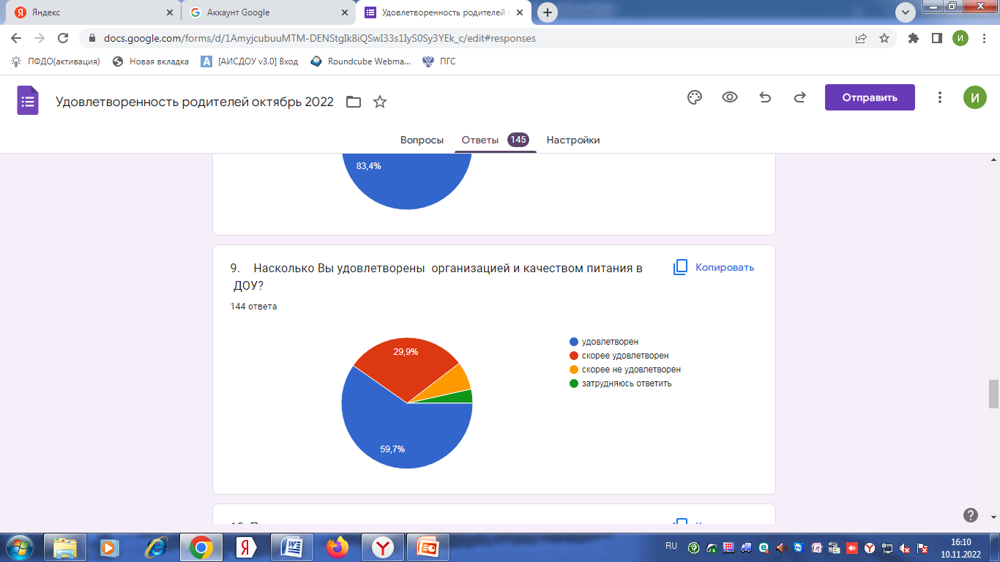 Яндекс
Аккаунт Google
Удовлетворенность родителей
docs.google.com/forms/d/1AmyjcubuuMTM-DENStgIk8iQSwI33s1IyS0Sy3YEk_c/edit#responses
И
ПФДО(активация)
Новая вкладка
[АИСДОУ v3.0] Вход
Roundcube Webma...
ПГС
Удовлетворенность родителей октябрь 2022
Отправить
И
Вопросы
Ответы 145
Настройки
83,4%
9. Насколько Вы удовлетворены организацией и качеством питания в
ДОУ?
Копировать
144 ответа
29,9%
59,7%
удовлетворен
скорее удовлетворен
скорее не удовлетворен
затрудняюсь ответить
RU
16:10
10.11.2022